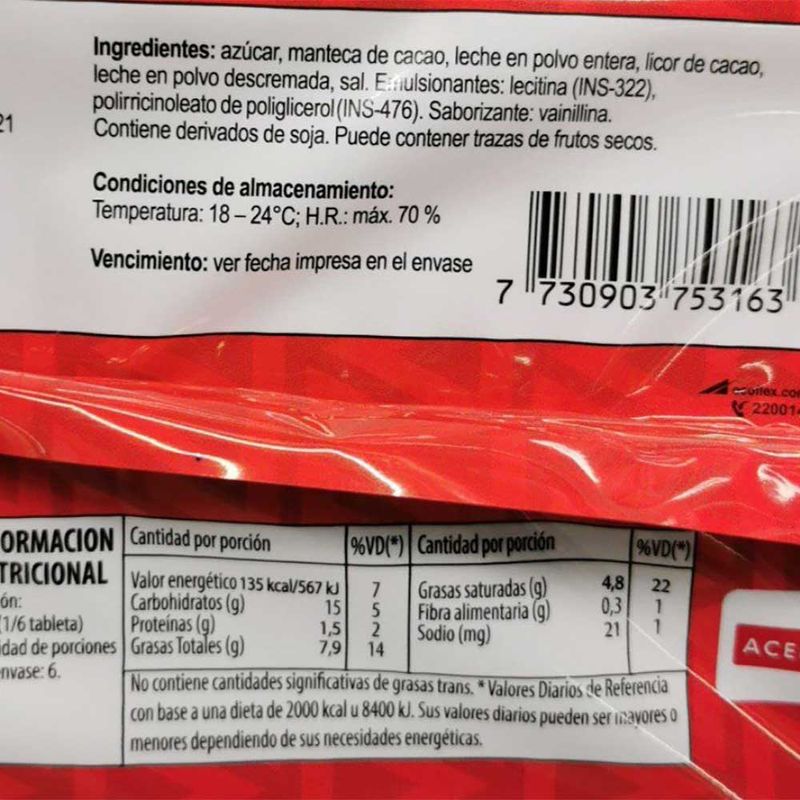 21
Ingredientes: azúcar, manteca de cacao, leche en polvo entera, licor de cacao,
leche en polvo descremada, sal. Emulsionantes: lecitina (INS-322),
polirricinoleato de poliglicerol (INS-476). Saborizante: vainillina.
Contiene derivados de soja. Puede contener trazas de frutos secos.
Condiciones de almacenamiento:
Temperatura: 18 – 24°C; H.R.: máx. 70 %
Vencimiento: ver fecha impresa en el envase
7 730903 753163
22001
ORMACION
TRICIONAL
ón:
(1/6 tableta)
idad de porciones
nvase: 6.
Cantidad por porción %VD(*) Cantidad por porción %VD(*)
Valor energético 135 kcal/567 kJ 7 Grasas saturadas (g) 4,8 22
Carbohidratos (g) 15 5 Fibra alimentaria (g) 0,3 1
Proteínas (g) 1,5 2 Sodio (mg) 21 1
Grasas Totales (g) 7,9 14
No contiene cantidades significativas de grasas trans. * Valores Diarios de Referencia
con base a una dieta de 2000 kcal u 8400 kJ. Sus valores diarios pueden ser mayores o
menores dependiendo de sus necesidades energéticas.
ACE